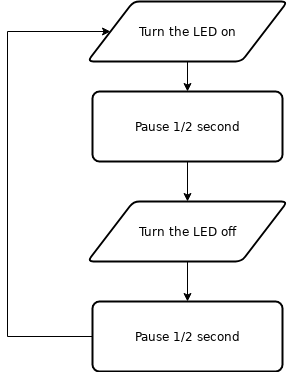 Turn the LED on
Pause 1/2 second
Turn the LED off
Pause 1/2 second